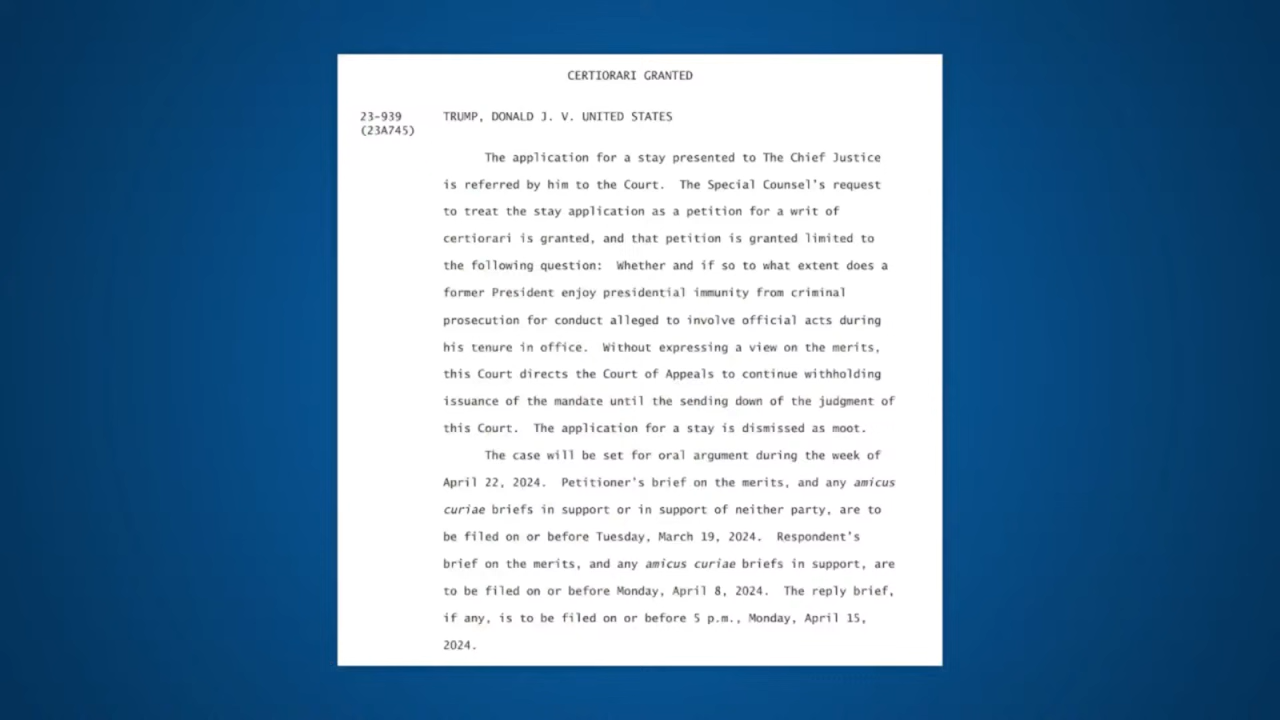 CERTIORARI GRANTED
23-939 TRUMP, DONALD J. V. UNITED STATES
(23A745)
The application for a stay presented to The Chief Justice
is referred by him to the Court. The Special Counsel's request
to treat the stay application as a petition for a writ of
certiorari is granted, and that petition is granted limited to
the following question: Whether and if so to what extent does a
former President enjoy presidential immunity from criminal
prosecution for conduct alleged to involve official acts during
his tenure in office. Without expressing a view on the merits,
this Court directs the Court of Appeals to continue withholding
issuance of the mandate until the sending down of the judgment of
this Court. The application for a stay is dismissed as moot.
The case will be set for oral argument during the week of
April 22, 2024. Petitioner's brief on the merits, and any amicus
curiae briefs in support or in support of neither party, are to
be filed on or before Tuesday, March 19, 2024. Respondent's
brief on the merits, and any amicus curiae briefs in support, are
to be filed on or before Monday, April 8, 2024. The reply brief,
if any, is to be filed on or before 5 p.m., Monday, April 15,
2024.